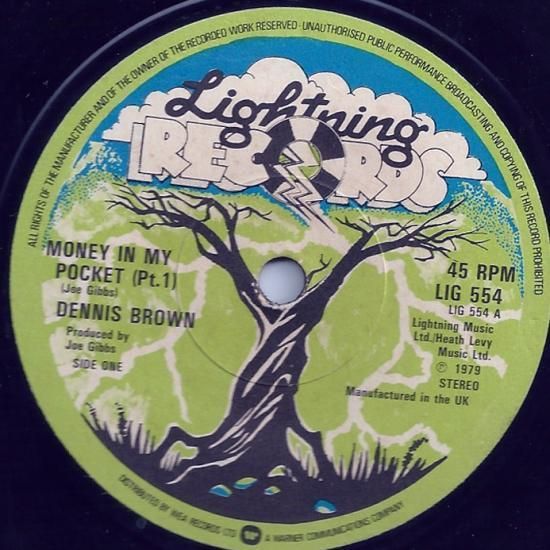 ALL RIGHTS OF THE MANUFACTURER AND OF THE OWNER OF THE RECORDED WORK RESERVED · UNAUTHORISED PUBLIC PERFORMANCE BROADCASTING AND COPYING OF THIS RECORD PROHIBITED
Lightning
RECORDS
MONEY IN MY
POCKET (Pt.1)
(Joe Gibbs)
DENNIS BROWN
Produced by
Joe Gibbs
SIDE ONE
45 RPM
LIG 554
LIG 554 A
Lightning Music
Ltd./Heath Levy
Music Ltd.
℗ 1979
STEREO
Manufactured in the UK
DISTRIBUTED BY WEA RECORDS LTD A WARNER COMMUNICATIONS COMPANY